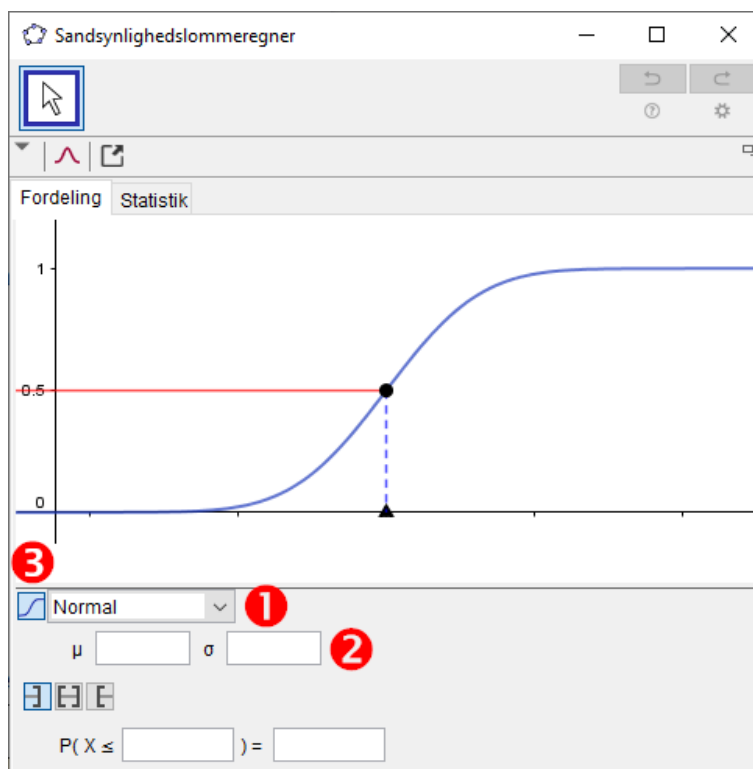 Sandsynlighedslommeregner
Fordeling Statistik
1
0.5
0
3
Normal 1
μ σ 2
P( X ≤ ) =